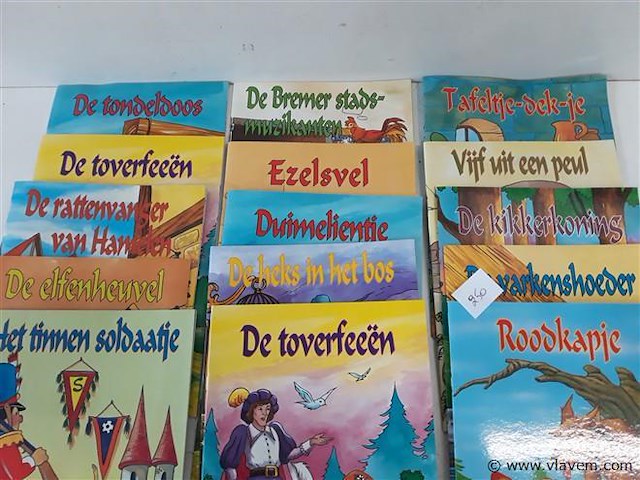 De tondeldoos
De toverfeeën
De rattenvanger
van Hamelen
De elfenheuvel
Het tinnen soldaatje
S
De Bremer stads-
muzikanten
Ezelsvel
Duimelientje
De heks in het bos
De toverfeeën
Tafeltje-dek-je
Vijf uit een peul
De kikkerkoning
De varkenshoeder
Roodkapje
© www.vlavem.com